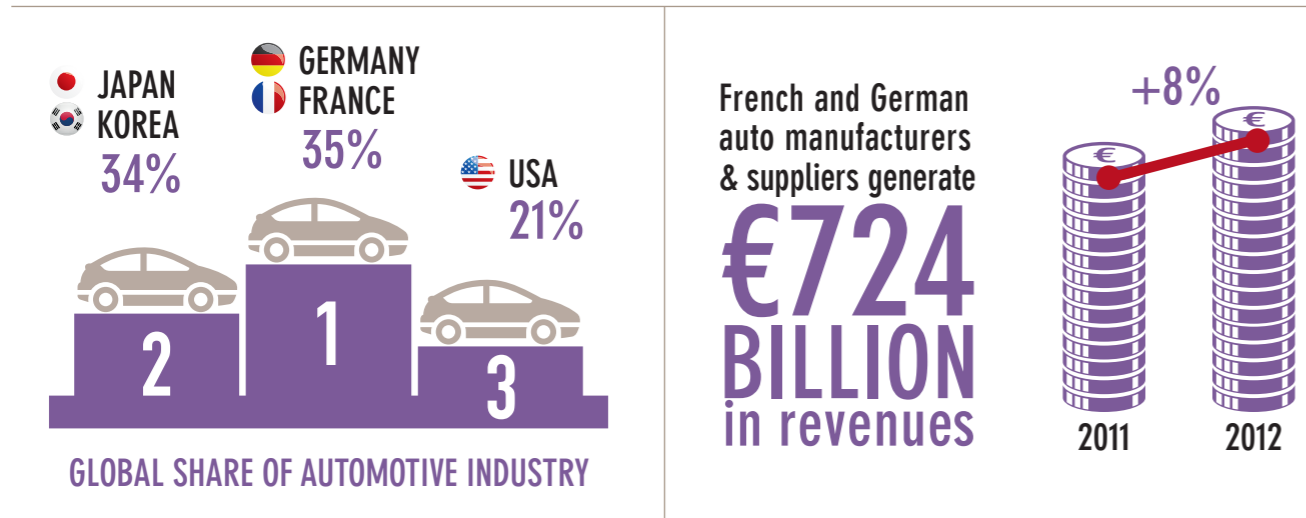 JAPAN
KOREA
34%
GERMANY
FRANCE
35%
USA
21%
2
1
3
GLOBAL SHARE OF AUTOMOTIVE INDUSTRY
French and German
auto manufacturers
& suppliers generate
€724
BILLION
in revenues
+8%
€
€
2011
2012